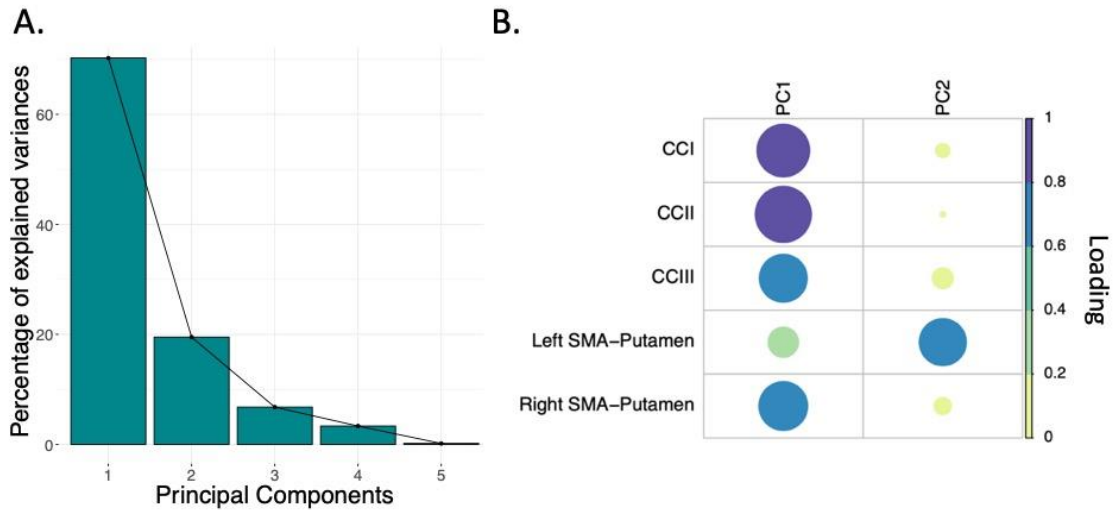 A.
Percentage of explained variances
60
40
20
0
1 2 3 4 5
Principal Components
B.
PC1 PC2
CCI
CCII
CCIII
Left SMA–Putamen
Right SMA–Putamen
1
0.8
0.6
0.4
0.2
0
Loading